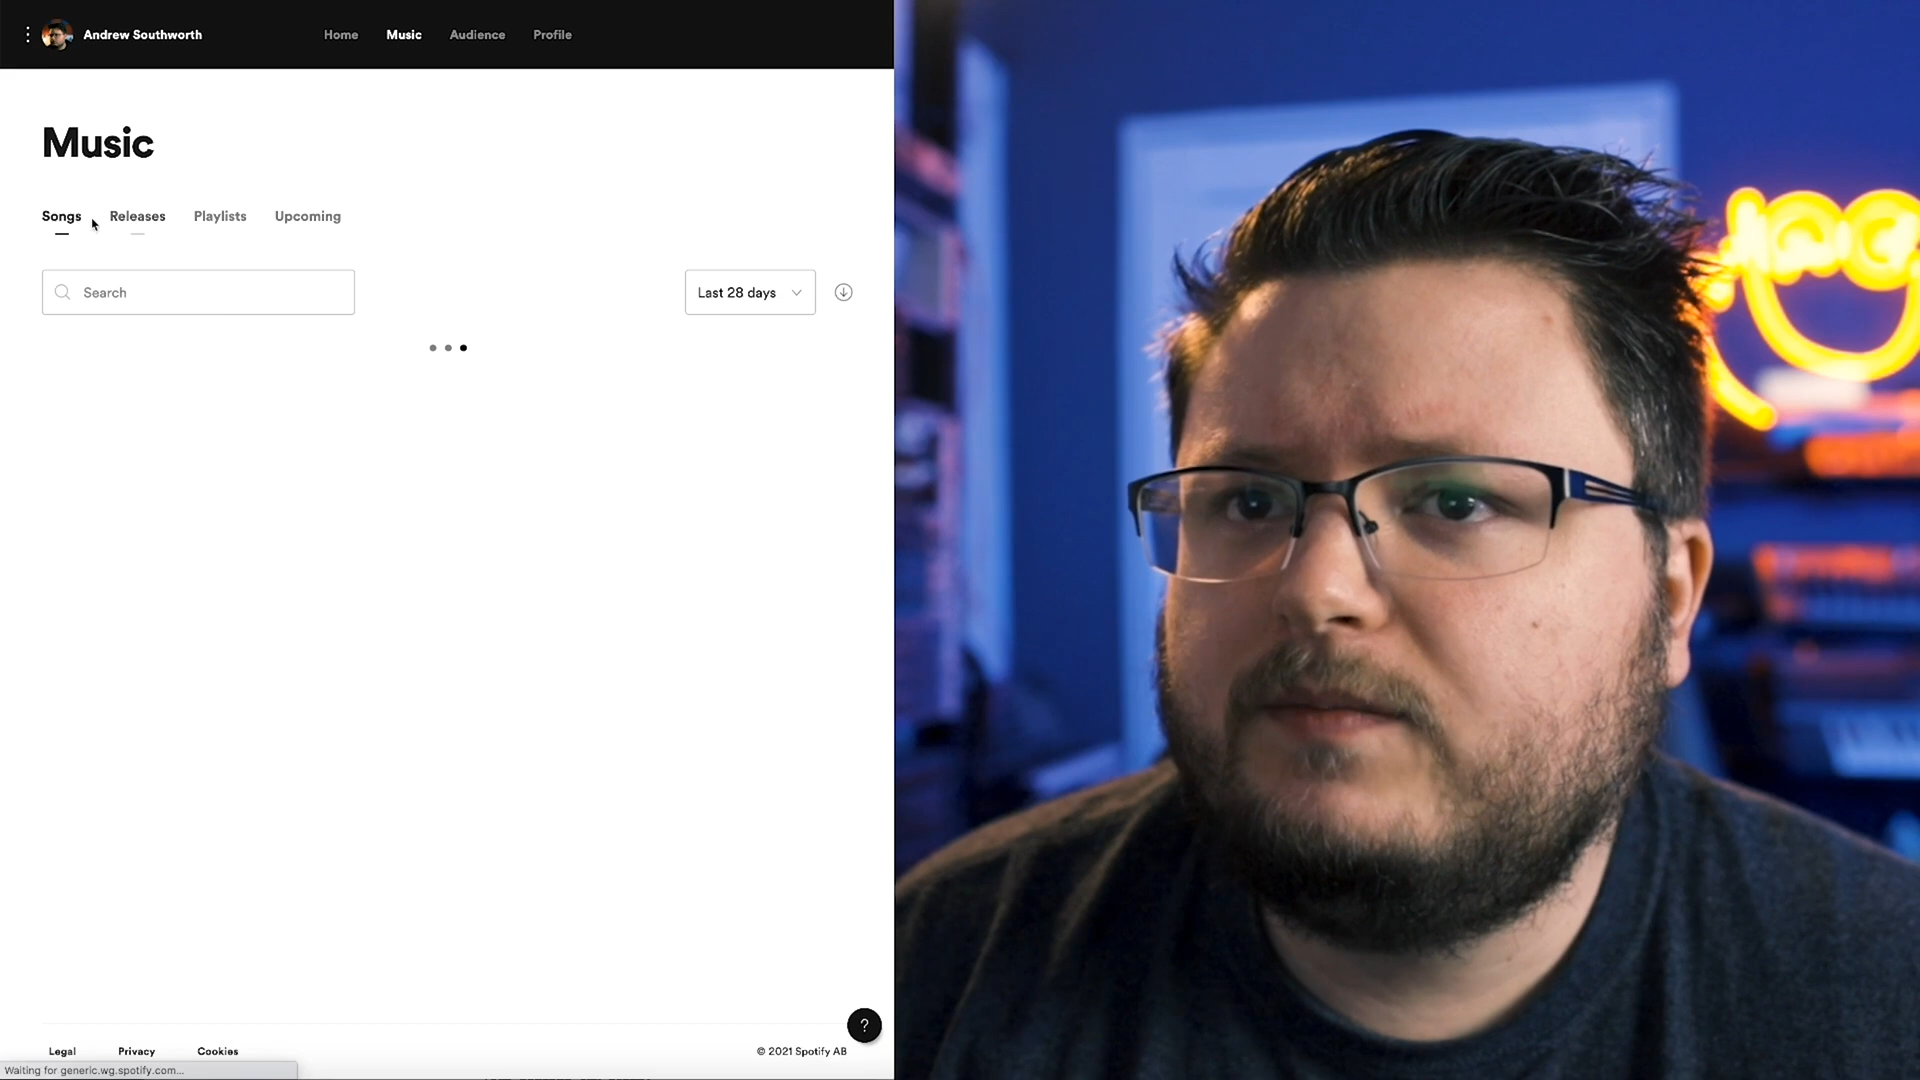 Andrew Southworth
Home
Music
Audience
Profile
Music
Songs
Releases
Playlists
Upcoming
Search
Last 28 days
?
Legal
Privacy
Cookies
© 2021 Spotify AB
Waiting for generic.wg.spotify.com...